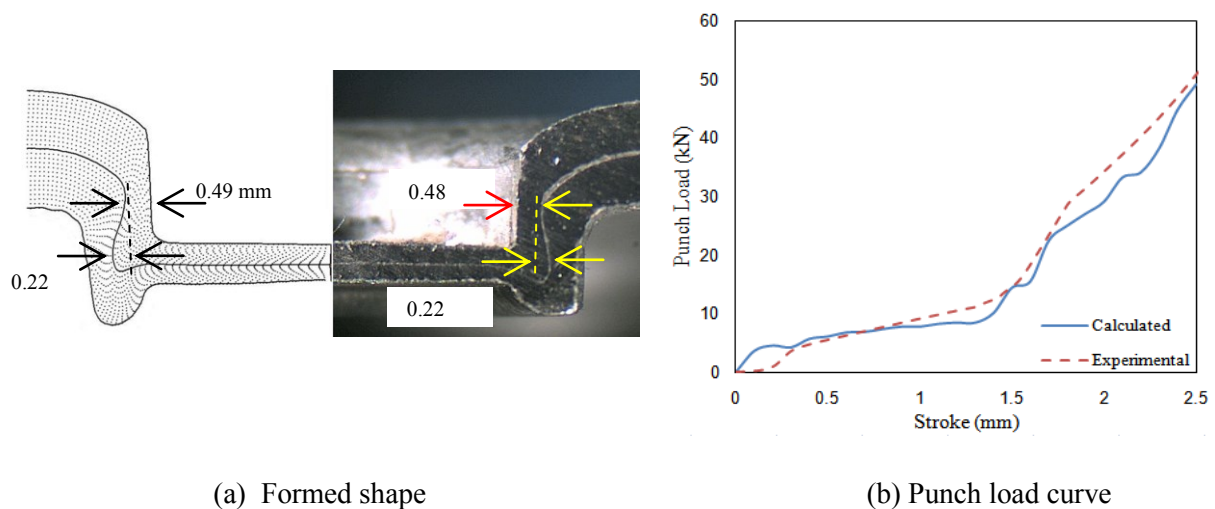 0.49 mm
0.22
0.48
0.22
60
50
40
30
20
10
0
Punch Load (kN)
0
0.5
1
1.5
2
2.5
Stroke (mm)
Calculated
Experimental
(a) Formed shape
(b) Punch load curve